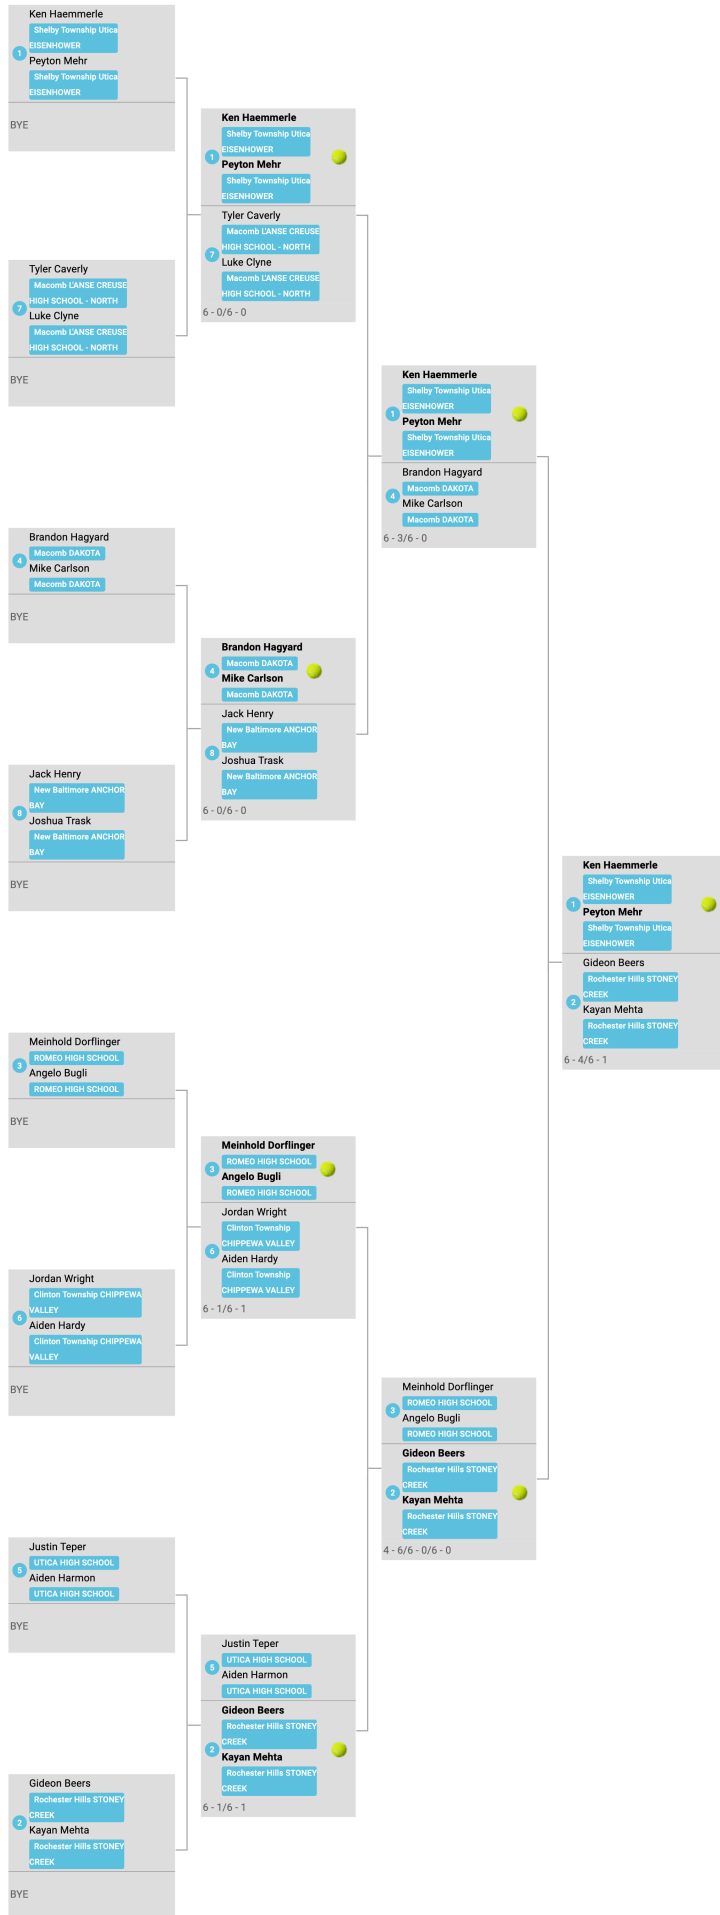 Ken Haemmerle
Shelby Township Utica
EISENHOWER
1
Peyton Mehr
Shelby Township Utica
EISENHOWER
BYE
Tyler Caverly
Macomb L'ANSE CREUSE
HIGH SCHOOL - NORTH
7
Luke Clyne
Macomb L'ANSE CREUSE
HIGH SCHOOL - NORTH
BYE
Brandon Hagyard
Macomb DAKOTA
4
Mike Carlson
Macomb DAKOTA
BYE
Jack Henry
New Baltimore ANCHOR
BAY
8
Joshua Trask
New Baltimore ANCHOR
BAY
BYE
Meinhold Dorflinger
ROMEO HIGH SCHOOL
3
Angelo Bugli
ROMEO HIGH SCHOOL
BYE
Jordan Wright
Clinton Township CHIPPEWA
VALLEY
6
Aiden Hardy
Clinton Township CHIPPEWA
VALLEY
BYE
Justin Teper
UTICA HIGH SCHOOL
5
Aiden Harmon
UTICA HIGH SCHOOL
BYE
Gideon Beers
Rochester Hills STONEY
CREEK
2
Kayan Mehta
Rochester Hills STONEY
CREEK
BYE
Ken Haemmerle
Shelby Township Utica
EISENHOWER
1
Peyton Mehr
Shelby Township Utica
EISENHOWER
Tyler Caverly
Macomb L'ANSE CREUSE
HIGH SCHOOL - NORTH
7
Luke Clyne
Macomb L'ANSE CREUSE
HIGH SCHOOL - NORTH
6 - 0/6 - 0
Brandon Hagyard
Macomb DAKOTA
4
Mike Carlson
Macomb DAKOTA
Jack Henry
New Baltimore ANCHOR
BAY
8
Joshua Trask
New Baltimore ANCHOR
BAY
6 - 0/6 - 0
Meinhold Dorflinger
ROMEO HIGH SCHOOL
3
Angelo Bugli
ROMEO HIGH SCHOOL
Jordan Wright
Clinton Township
CHIPPEWA VALLEY
6
Aiden Hardy
Clinton Township
CHIPPEWA VALLEY
6 - 1/6 - 1
Justin Teper
UTICA HIGH SCHOOL
5
Aiden Harmon
UTICA HIGH SCHOOL
Gideon Beers
Rochester Hills STONEY
CREEK
2
Kayan Mehta
Rochester Hills STONEY
CREEK
6 - 1/6 - 1
Ken Haemmerle
Shelby Township Utica
EISENHOWER
1
Peyton Mehr
Shelby Township Utica
EISENHOWER
Brandon Hagyard
Macomb DAKOTA
4
Mike Carlson
Macomb DAKOTA
6 - 3/6 - 0
Meinhold Dorflinger
ROMEO HIGH SCHOOL
3
Angelo Bugli
ROMEO HIGH SCHOOL
Gideon Beers
Rochester Hills STONEY
CREEK
2
Kayan Mehta
Rochester Hills STONEY
CREEK
4 - 6/6 - 0/6 - 0
Ken Haemmerle
Shelby Township Utica
EISENHOWER
1
Peyton Mehr
Shelby Township Utica
EISENHOWER
Gideon Beers
Rochester Hills STONEY
CREEK
2
Kayan Mehta
Rochester Hills STONEY
CREEK
6 - 4/6 - 1